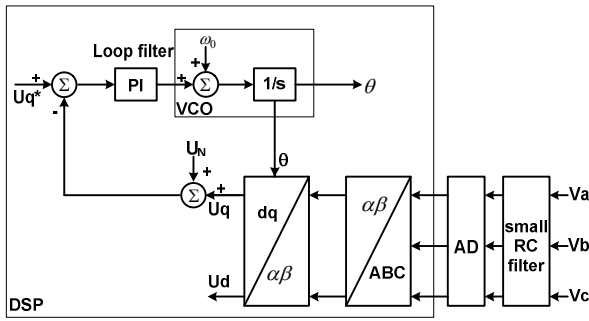 Loop filter
ω₀
+
+
Σ
Uq*
-
PI
+
+
Σ
VCO
1/s
θ
θ
U_N
+
+
Σ
Uq
dq
αβ
Ud
αβ
ABC
AD
small
RC
filter
Va
Vb
Vc
DSP